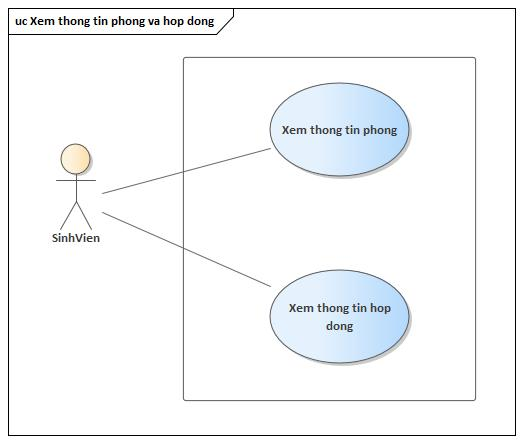 uc Xem thong tin phong va hop dong
Xem thong tin phong
SinhVien
Xem thong tin hop
dong